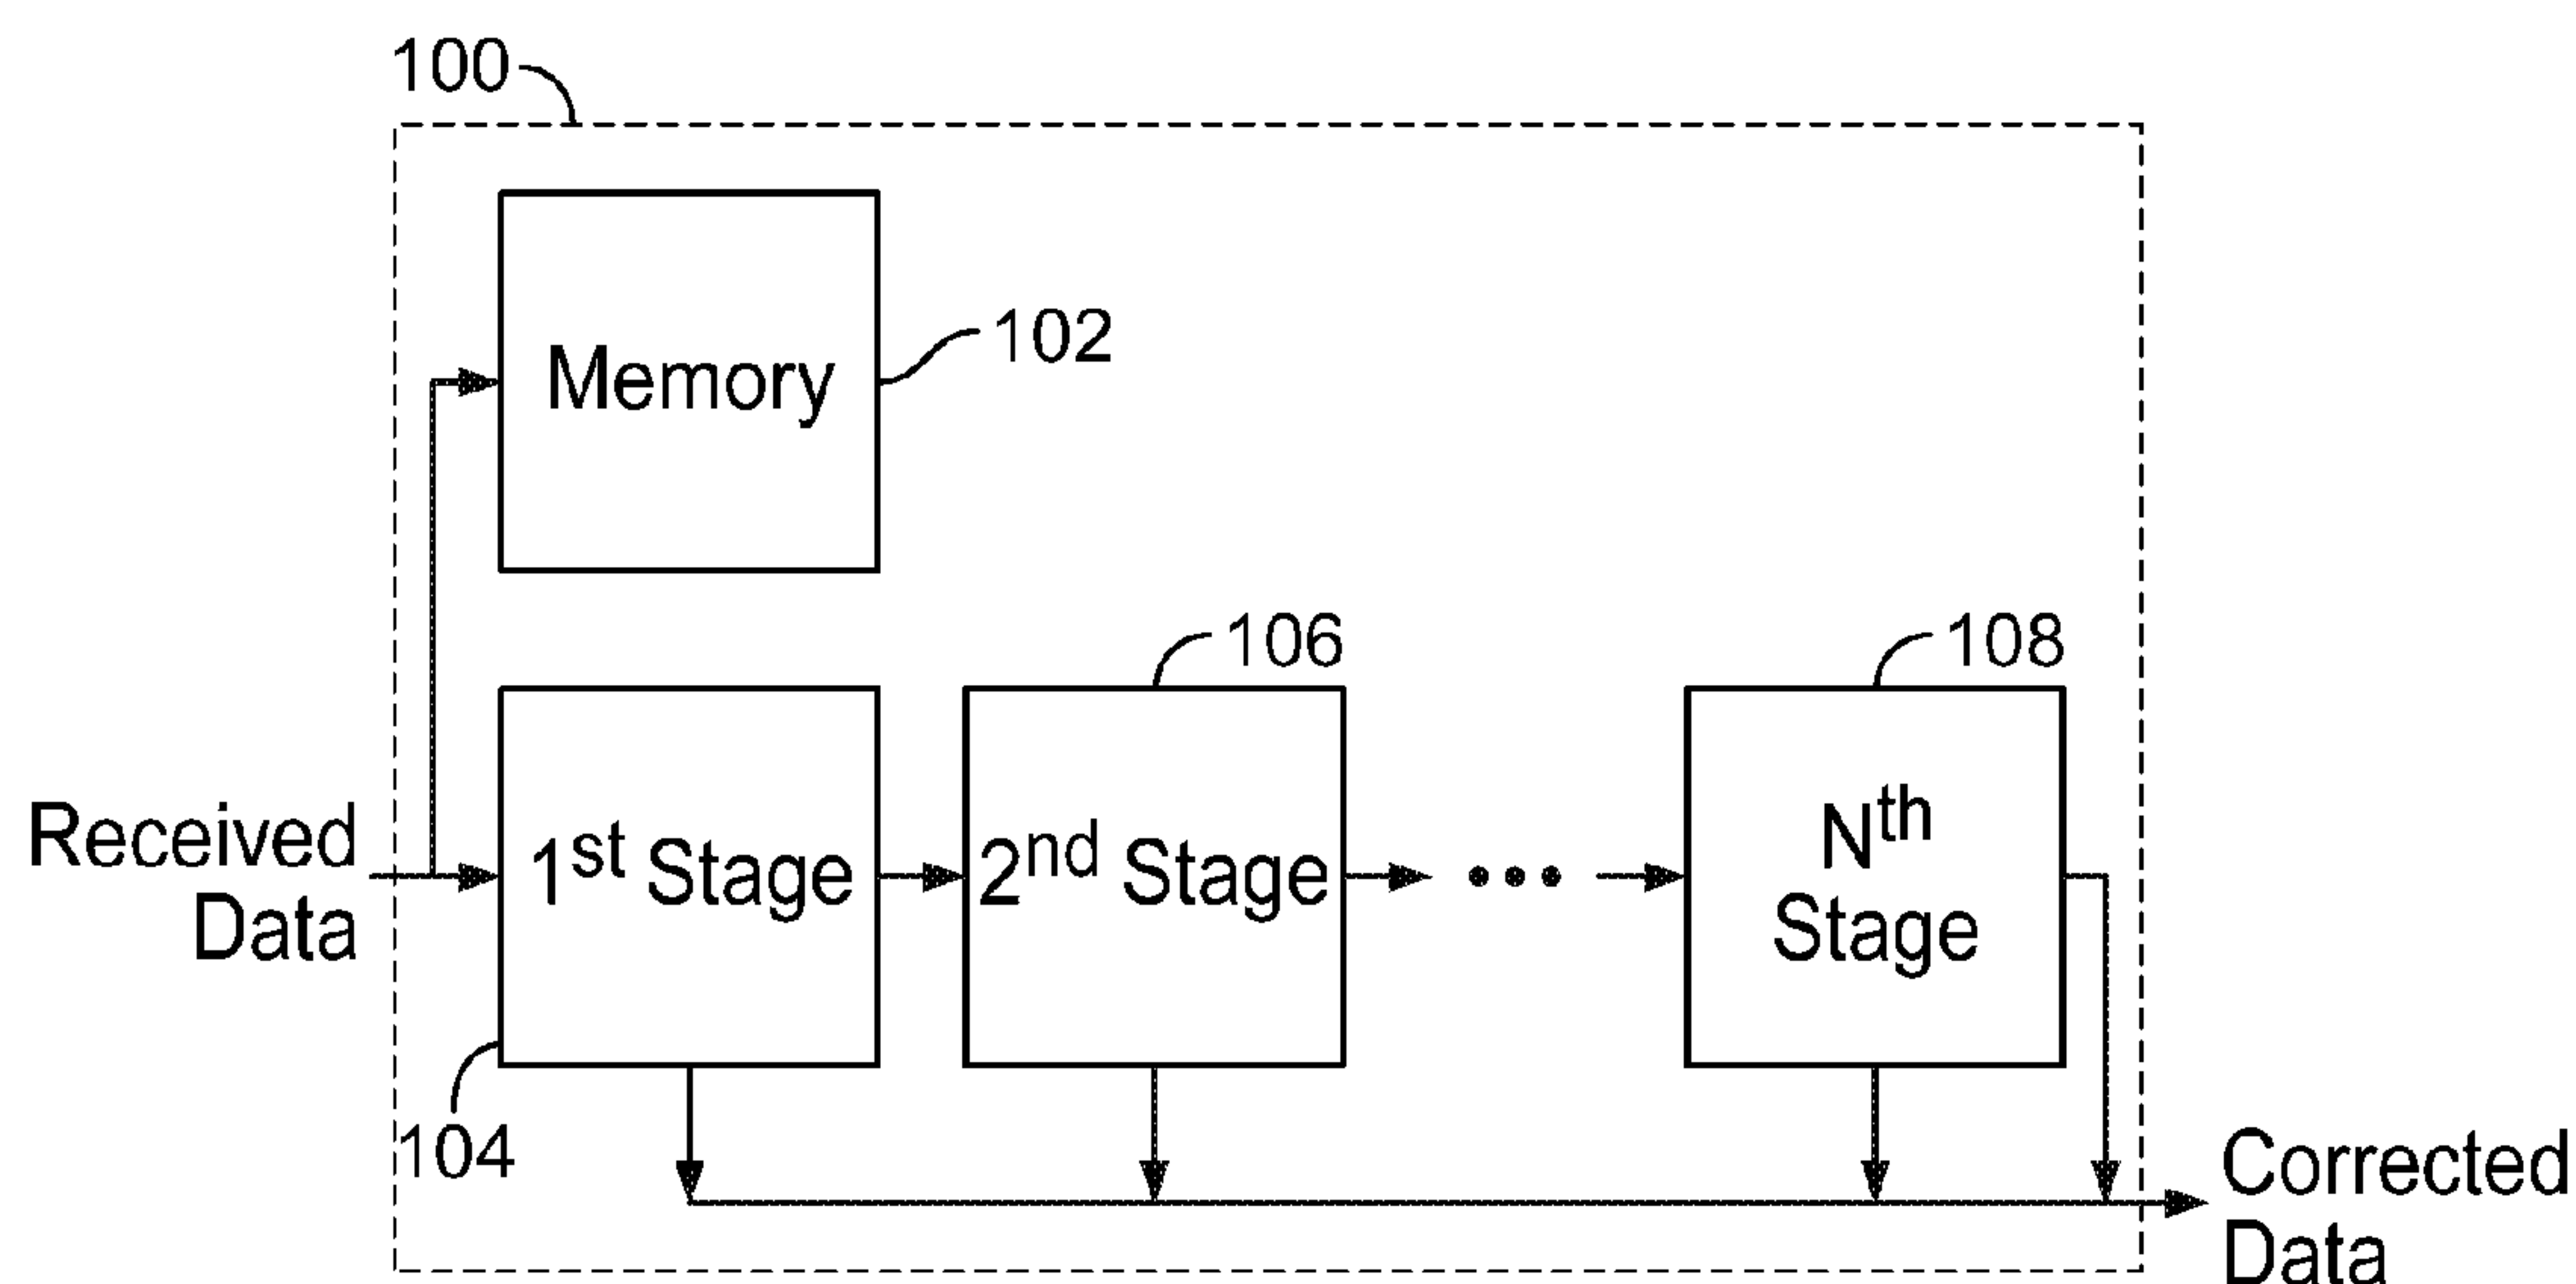 100
Memory
102
106
108
Received
Data
1st Stage
2nd Stage
Nth
Stage
104
Corrected
Data